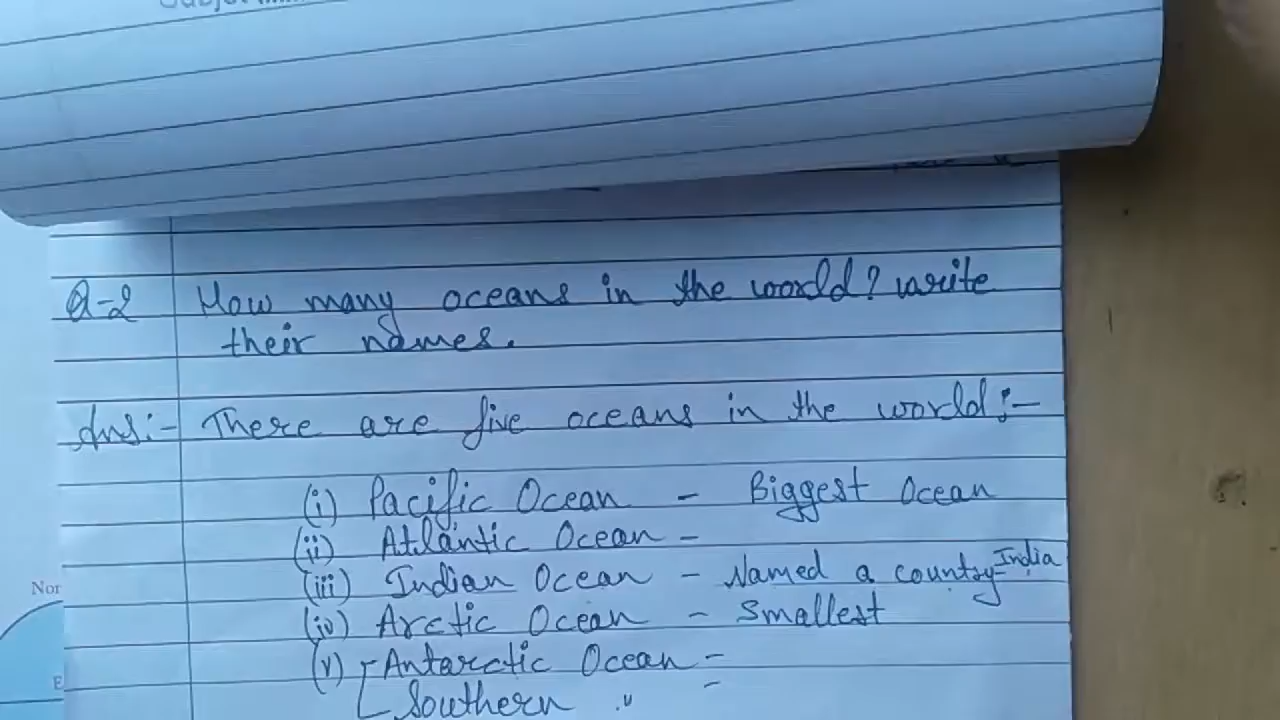 Q-2 How many oceans in the world? write
their names.
Ans:- There are five oceans in the world:-
(i) Pacific Ocean - Biggest Ocean
(ii) Atlantic Ocean -
(iii) Indian Ocean - Named a country-India
(iv) Arctic Ocean - Smallest
(v) Antarctic Ocean -
Southern " -
Nor
E